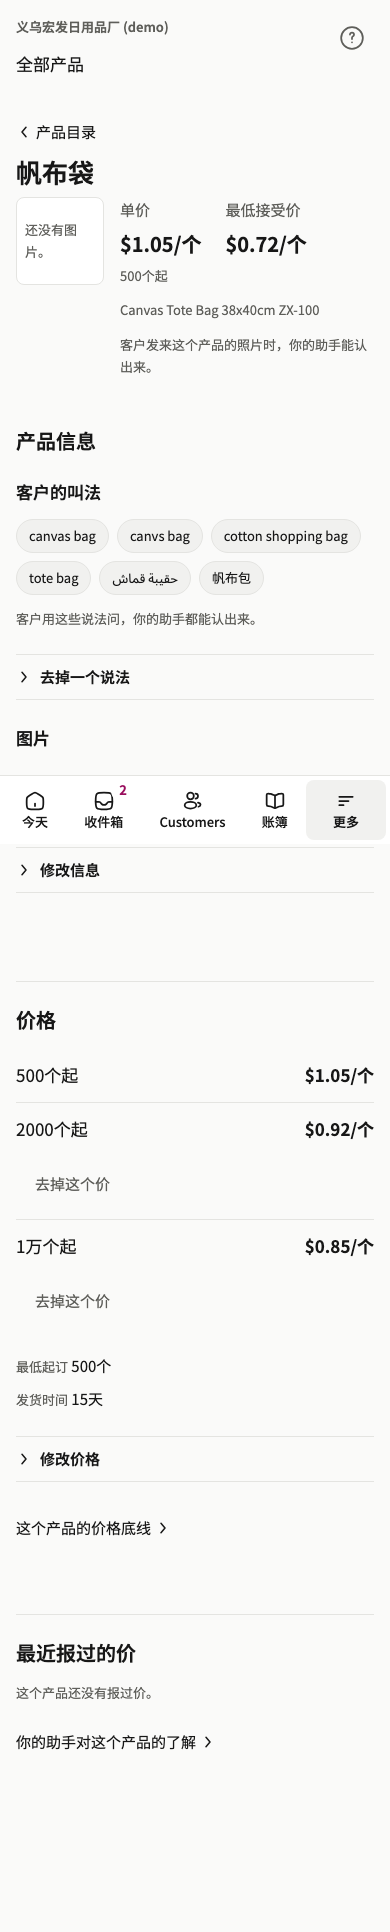 义乌宏发日用品厂 (demo)
全部产品
产品目录
帆布袋
还没有图
片。
单价
最低接受价
$1.05/个
$0.72/个
500个起
Canvas Tote Bag 38x40cm ZX-100
客户发来这个产品的照片时，你的助手能认
出来。
产品信息
客户的叫法
canvas bag
canvs bag
cotton shopping bag
tote bag
حقيبة قماش
帆布包
客户用这些说法问，你的助手都能认出来。
去掉一个说法
图片
今天
收件箱
2
Customers
账簿
更多
修改信息
价格
500个起
$1.05/个
2000个起
$0.92/个
去掉这个价
1万个起
$0.85/个
去掉这个价
最低起订 500个
发货时间 15天
修改价格
这个产品的价格底线
最近报过的价
这个产品还没有报过价。
你的助手对这个产品的了解